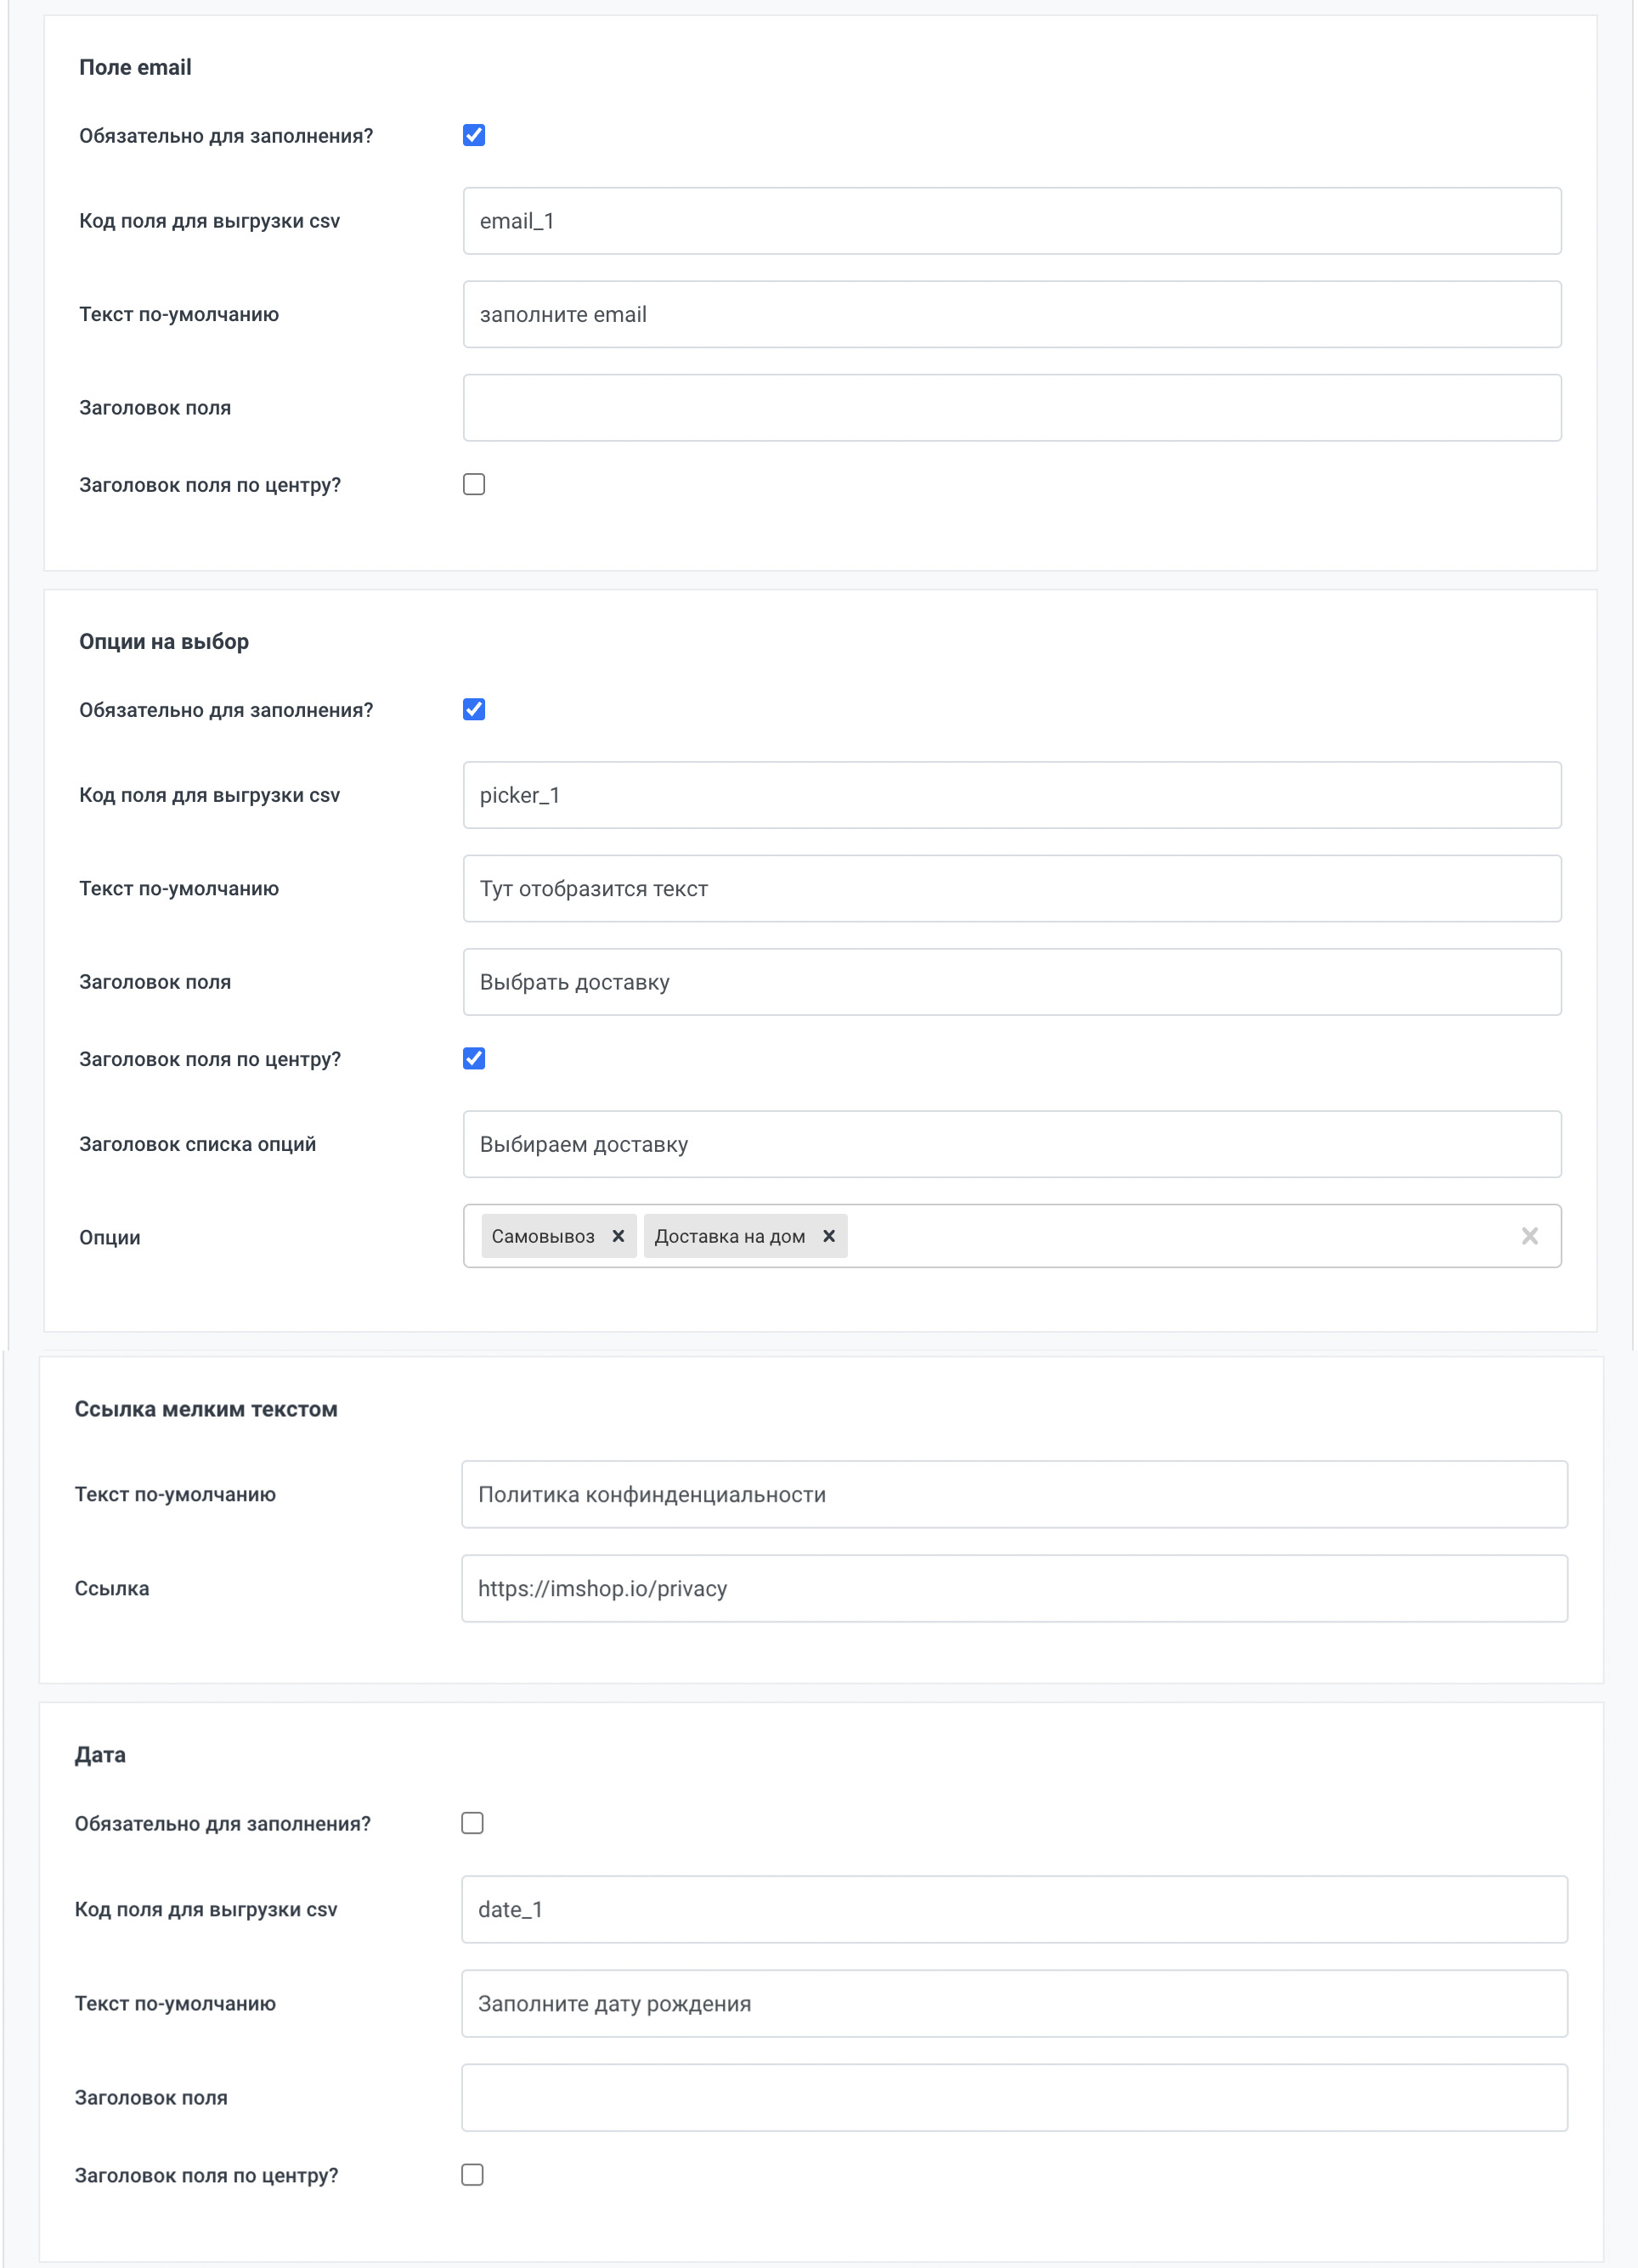 Поле email
Обязательно для заполнения?
Код поля для выгрузки csv
email_1
Текст по-умолчанию
заполните email
Заголовок поля
Заголовок поля по центру?
Опции на выбор
Обязательно для заполнения?
Код поля для выгрузки csv
picker_1
Текст по-умолчанию
Тут отобразится текст
Заголовок поля
Выбрать доставку
Заголовок поля по центру?
Заголовок списка опций
Выбираем доставку
Опции
Самовывоз
Доставка на дом
Ссылка мелким текстом
Текст по-умолчанию
Политика конфинденциальности
Ссылка
https://imshop.io/privacy
Дата
Обязательно для заполнения?
Код поля для выгрузки csv
date_1
Текст по-умолчанию
Заполните дату рождения
Заголовок поля
Заголовок поля по центру?